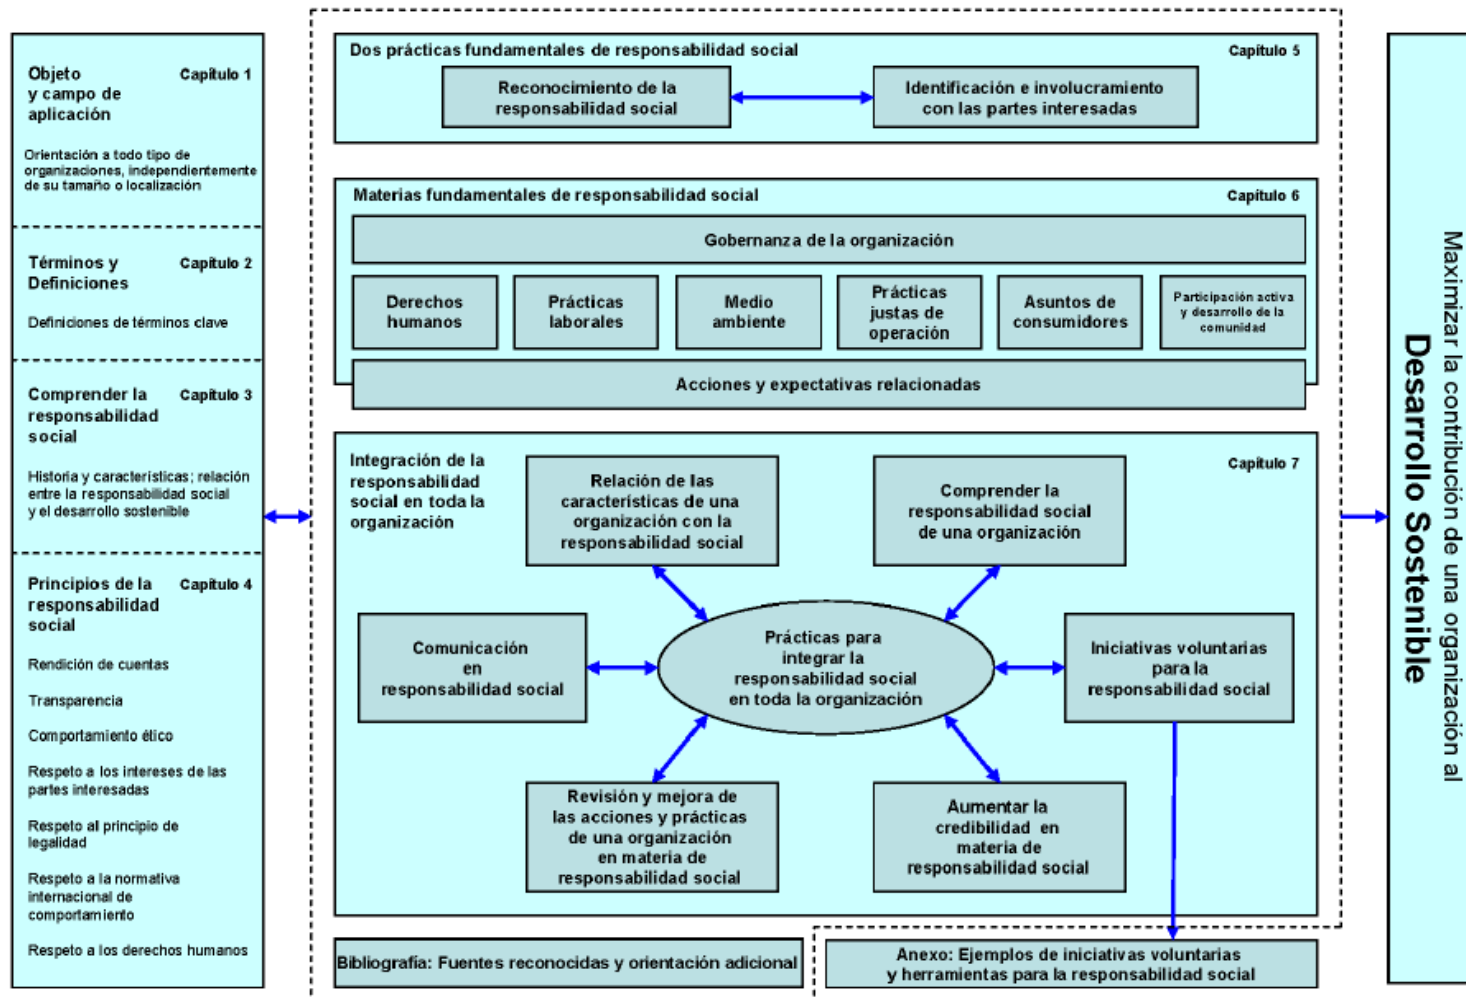 Objeto
y campo de
aplicación
Capítulo 1
Orientación a todo tipo de
organizaciones, independientemente
de su tamaño o localización
Términos y
Definiciones
Capítulo 2
Definiciones de términos clave
Comprender la
responsabilidad
social
Capítulo 3
Historia y características; relación
entre la responsabilidad social
y el desarrollo sostenible
Principios de la
responsabilidad
social
Capítulo 4
Rendición de cuentas
Transparencia
Comportamiento ético
Respeto a los intereses de las
partes interesadas
Respeto al principio de
legalidad
Respeto a la normativa
internacional de
comportamiento
Respeto a los derechos humanos
Dos prácticas fundamentales de responsabilidad social
Capítulo 5
Reconocimiento de la
responsabilidad social
Identificación e involucramiento
con las partes interesadas
Materias fundamentales de responsabilidad social
Capítulo 6
Gobernanza de la organización
Derechos
humanos
Prácticas
laborales
Medio
ambiente
Prácticas
justas de
operación
Asuntos de
consumidores
Participación activa
y desarrollo de la
comunidad
Acciones y expectativas relacionadas
Integración de la
responsabilidad
social en toda la
organización
Capítulo 7
Relación de las
características de una
organización con la
responsabilidad social
Comprender la
responsabilidad social
de una organización
Comunicación
en
responsabilidad social
Prácticas para
integrar la
responsabilidad social
en toda la organización
Iniciativas voluntarias
para la
responsabilidad social
Revisión y mejora de
las acciones y prácticas
de una organización
en materia de
responsabilidad social
Aumentar la
credibilidad en
materia de
responsabilidad social
Bibliografía: Fuentes reconocidas y orientación adicional
Anexo: Ejemplos de iniciativas voluntarias
y herramientas para la responsabilidad social
Maximizar la contribución de una organización al
Desarrollo Sostenible